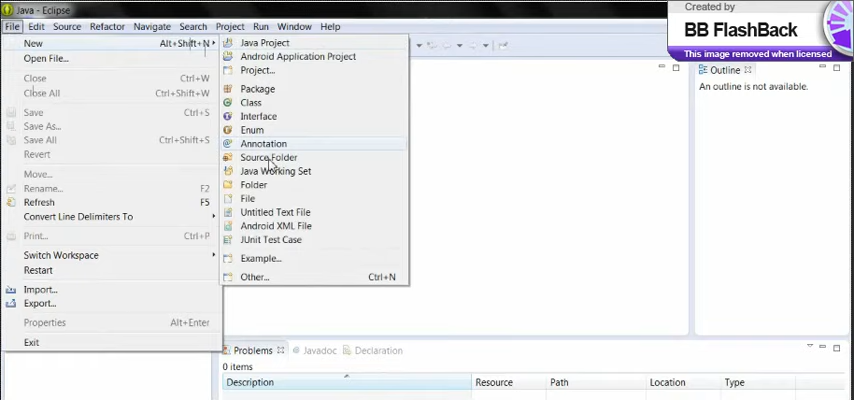 Java - Eclipse
File Edit Source Refactor Navigate Search Project Run Window Help
Created by
BB FlashBack
This image removed when licensed
New Alt+Shift+N
Open File...
Close Ctrl+W
Close All Ctrl+Shift+W
Save Ctrl+S
Save As...
Save All Ctrl+Shift+S
Revert
Move...
Rename... F2
Refresh F5
Convert Line Delimiters To
Print... Ctrl+P
Switch Workspace
Restart
Import...
Export...
Properties Alt+Enter
Exit
Java Project
Android Application Project
Project...
Package
Class
Interface
Enum
Annotation
Source Folder
Java Working Set
Folder
File
Untitled Text File
Android XML File
JUnit Test Case
Example...
Other... Ctrl+N
Outline
An outline is not available.
Problems Javadoc Declaration
0 items
Description Resource Path Location Type